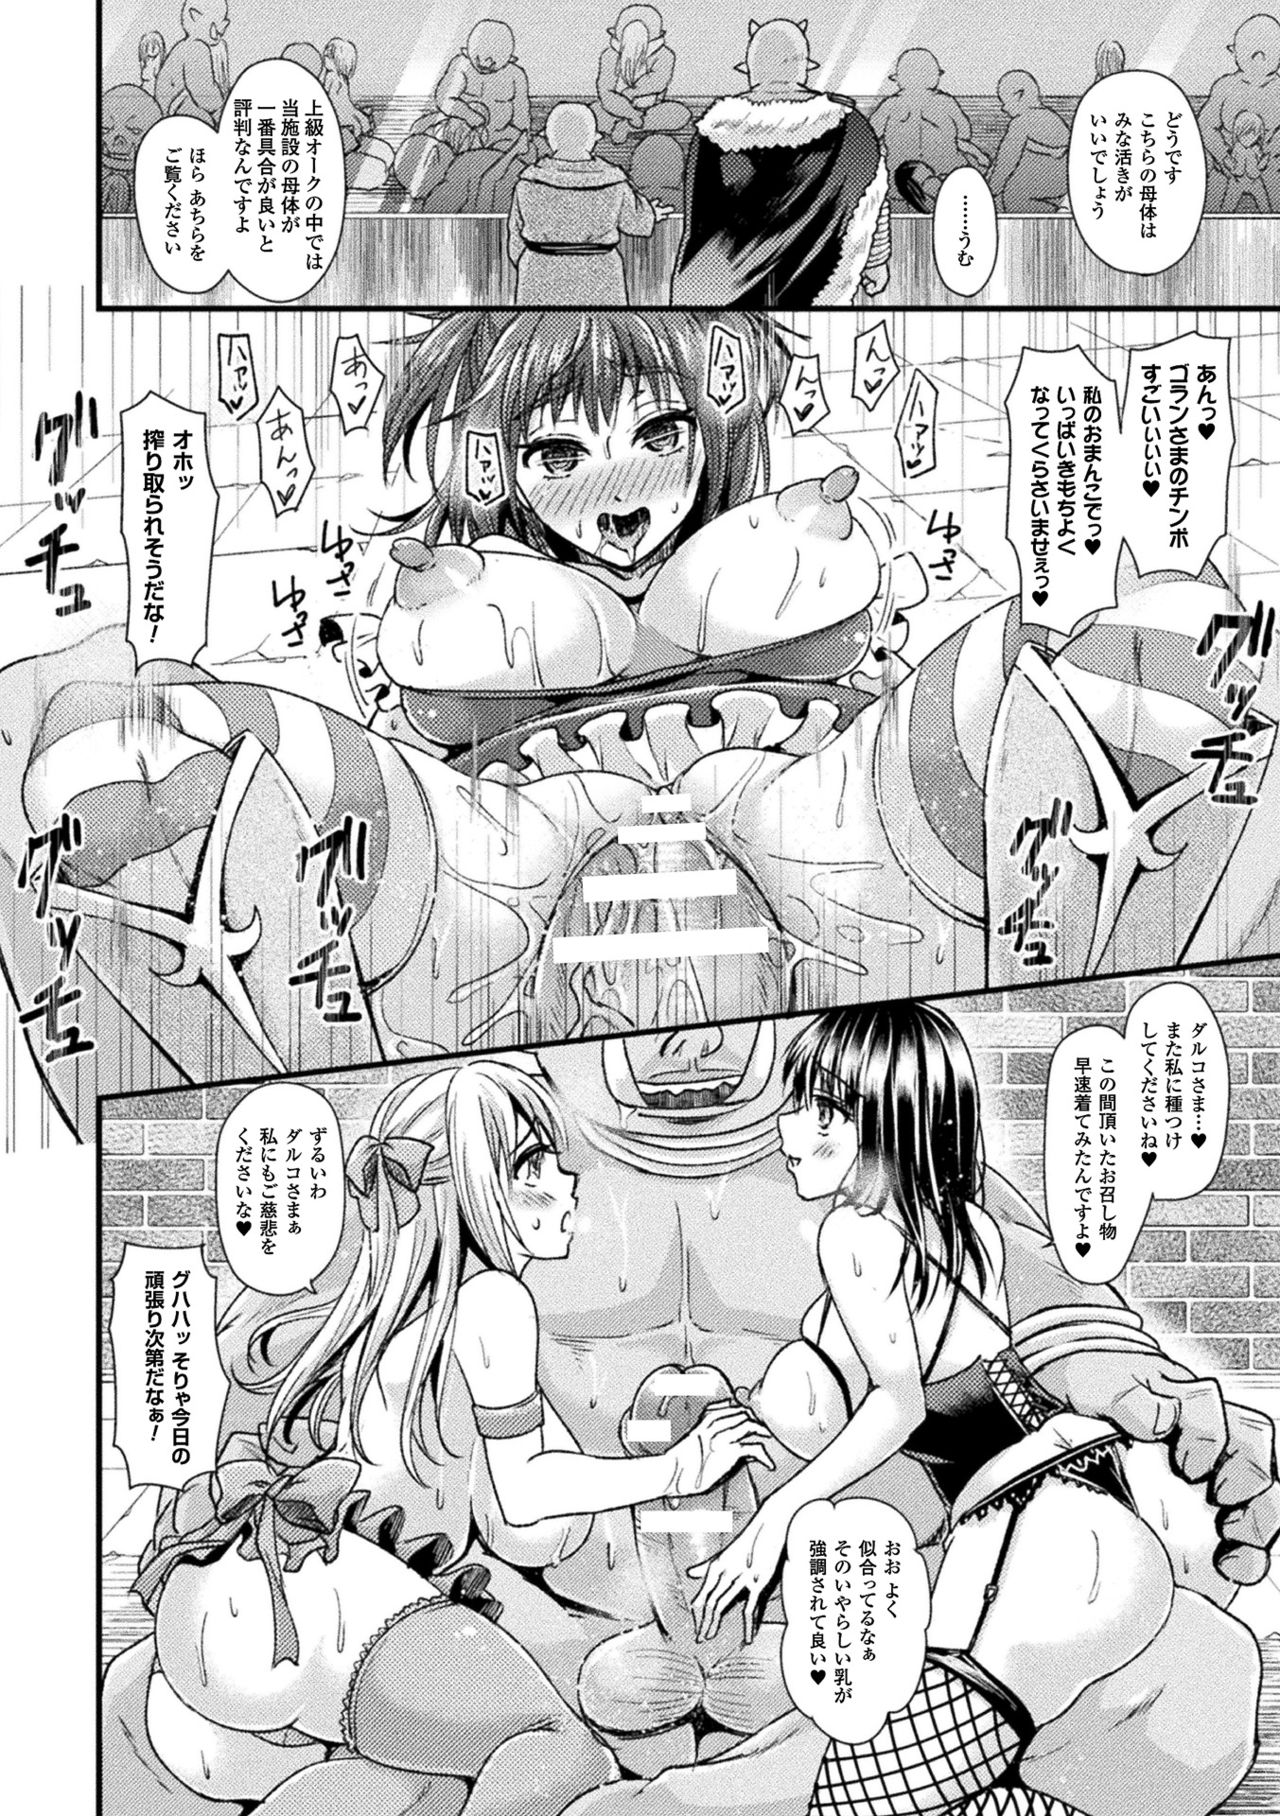 どうです
こちらの母体は
みな活きが
いいでしょう
……うむ
上級オークの中では
当施設の母体が
一番具合が良いと
評判なんですよ
ほら あちらを
ご覧ください
あんっ♥
ゴランさまのチンポ
すごいぃぃぃ♥
私のおまんこでっ♥
いっぱいきもちよく
なってくらさいませぇっ♥
んっ♥
ハァッ
んっ
ハァッ
ハァッ
あっ♥
ハァッ
あんっ♥
ゆっさ
ゆっさ
オホッ
搾り取られそうだな!
グッチュ
グッチュ
グッチュ
グッチュ
グッチュ
ダルコさま…♥
また私に種つけ
してくださいね♥
この間頂いたお召し物
早速着てみたんですよ♥
ずるいわ
ダルコさまぁ
私にもご慈悲を
くださいな♥
グハハッ そりゃ今日の
頑張り次第だなぁ!
おお よく
似合ってるなぁ
そのいやらしい乳が
強調されて良い♥